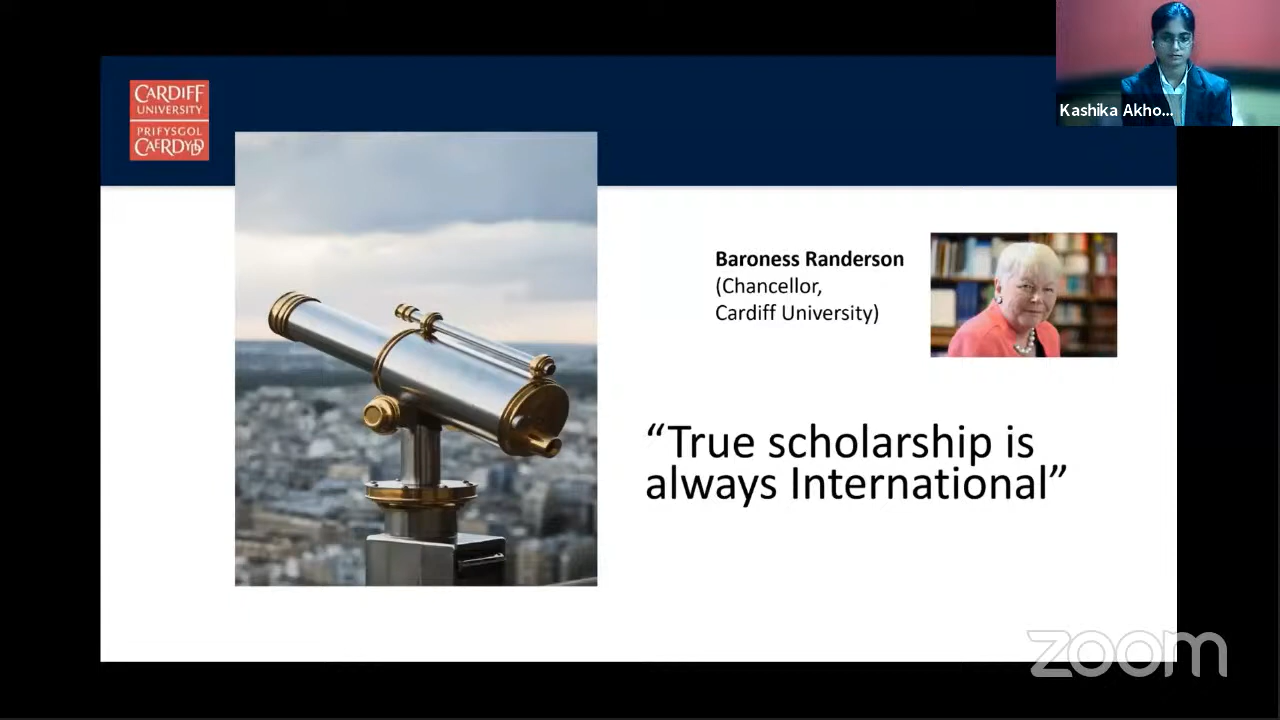 CARDIFF
UNIVERSITY
PRIFYSGOL
CAERDYDD
Kashika Akho...
Baroness Randerson
(Chancellor,
Cardiff University)
“True scholarship is
always International”
zoom